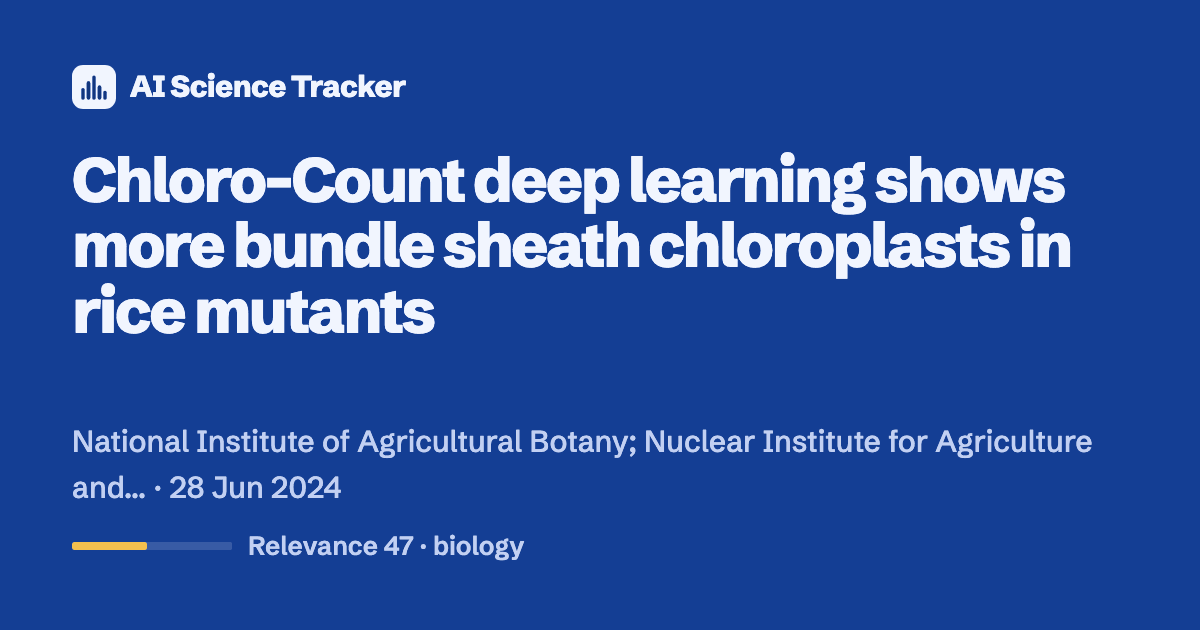 AI Science Tracker
Chloro-Count deep learning shows
more bundle sheath chloroplasts in
rice mutants
National Institute of Agricultural Botany; Nuclear Institute for Agriculture
and... · 28 Jun 2024
Relevance 47 · biology